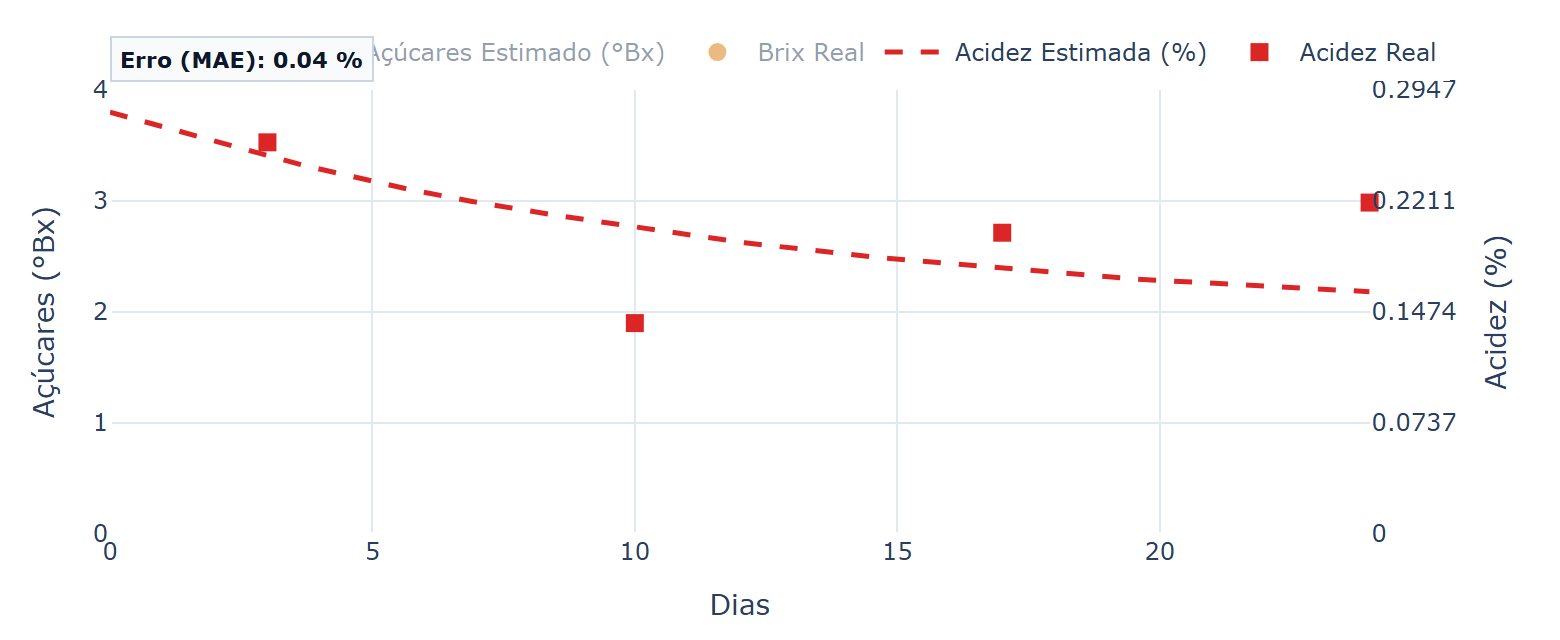 Erro (MAE): 0.04 %
Açúcares Estimado (°Bx)
Brix Real
Acidez Estimada (%)
Acidez Real
4
3
2
1
0
Açúcares (°Bx)
0.2947
0.2211
0.1474
0.0737
0
Acidez (%)
0
5
10
15
20
Dias